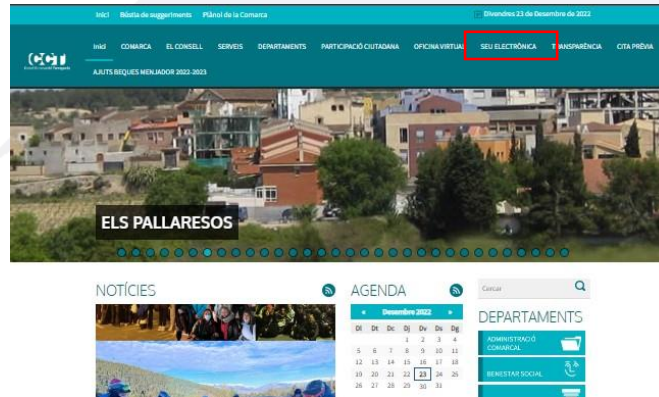 Inici Bústia de suggeriments Plànol de la Comarca
Divendres 23 de Desembre de 2022
CCT
Inici COMARCA EL CONSELL SERVEIS DEPARTAMENTS PARTICIPACIÓ CIUTADANA OFICINA VIRTUAL SEU ELECTRÒNICA TRANSPARÈNCIA CITA PRÈVIA
AJUTS BEQUES MENJADOR 2022-2023
ELS PALLARESOS
NOTÍCIES
AGENDA
« Desembre 2022 »
Dl Dt Dc Dj Dv Ds Dg
1 2 3 4
5 6 7 8 9 10 11
12 13 14 15 16 17 18
19 20 21 22 23 24 25
26 27 28 29 30 31
Cercar
DEPARTAMENTS
ADMINISTRACIÓ
COMARCAL
BENESTAR SOCIAL